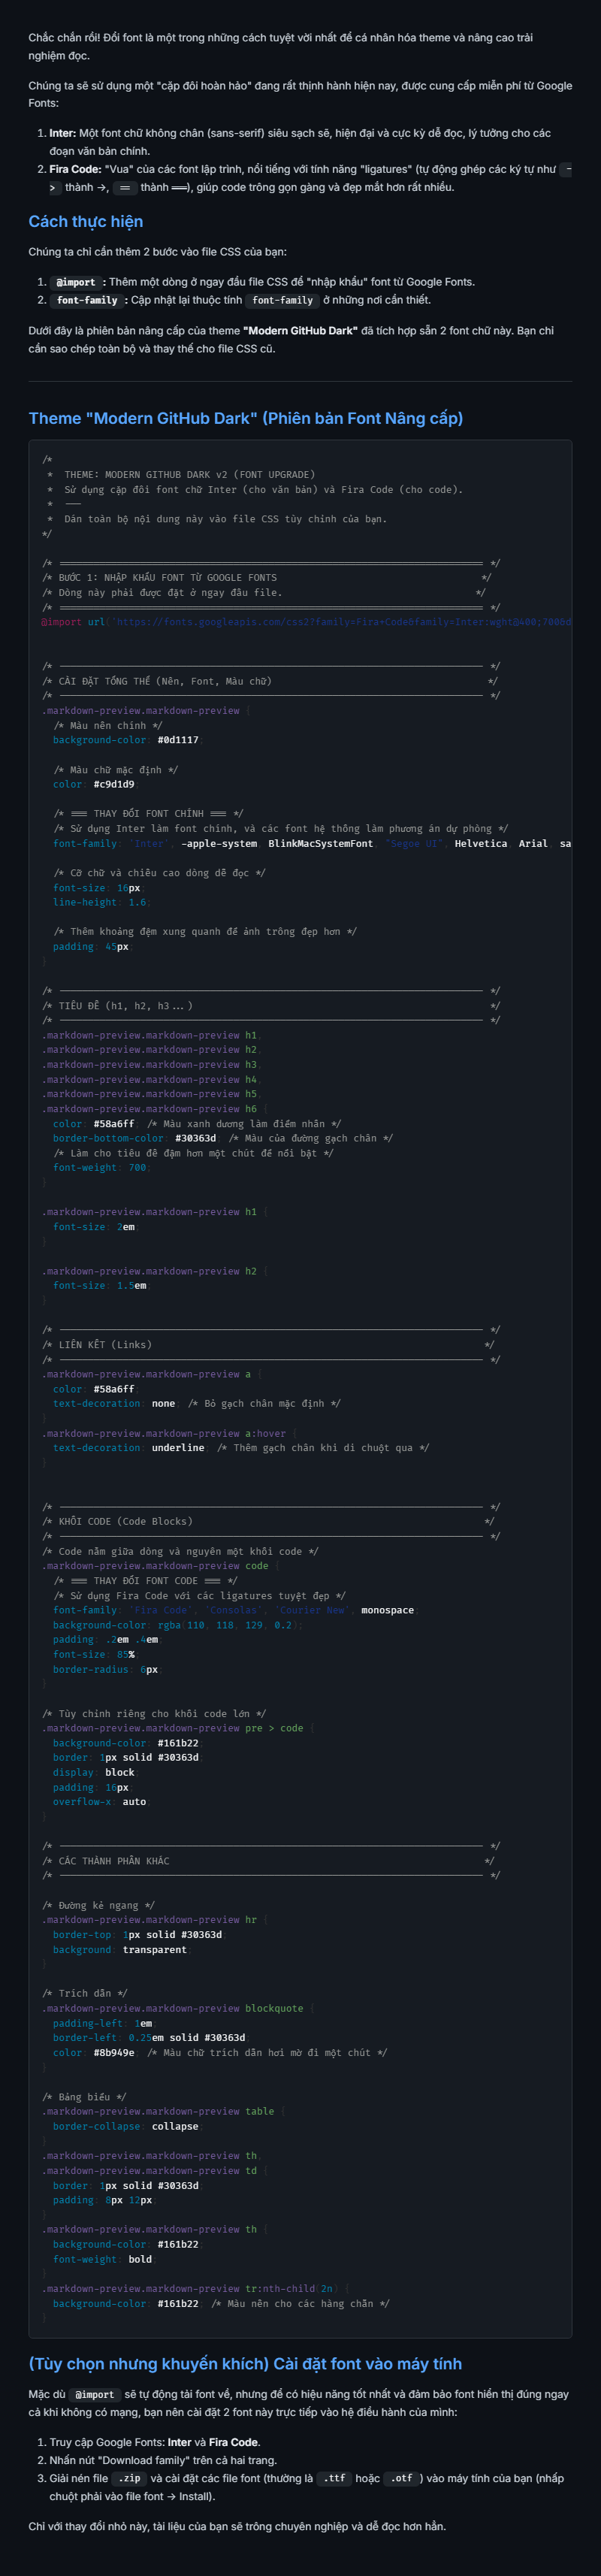 Chắc chắn rồi! Đổi font là một trong những cách tuyệt vời nhất để cá nhân hóa theme và nâng cao trải
nghiệm đọc.
Chúng ta sẽ sử dụng một "cặp đôi hoàn hảo" đang rất thịnh hành hiện nay, được cung cấp miễn phí từ Google
Fonts:
1. Inter: Một font chữ không chân (sans-serif) siêu sạch sẽ, hiện đại và cực kỳ dễ đọc, lý tưởng cho các
đoạn văn bản chính.
2. Fira Code: "Vua" của các font lập trình, nổi tiếng với tính năng "ligatures" (tự động ghép các ký tự như -
> thành →, == thành ===), giúp code trông gọn gàng và đẹp mắt hơn rất nhiều.
Cách thực hiện
Chúng ta chỉ cần thêm 2 bước vào file CSS của bạn:
1. @import : Thêm một dòng ở ngay đầu file CSS để "nhập khẩu" font từ Google Fonts.
2. font-family : Cập nhật lại thuộc tính font-family ở những nơi cần thiết.
Dưới đây là phiên bản nâng cấp của theme "Modern GitHub Dark" đã tích hợp sẵn 2 font chữ này. Bạn chỉ
cần sao chép toàn bộ và thay thế cho file CSS cũ.
Theme "Modern GitHub Dark" (Phiên bản Font Nâng cấp)
/*
* THEME: MODERN GITHUB DARK v2 (FONT UPGRADE)
* Sử dụng cặp đôi font chữ Inter (cho văn bản) và Fira Code (cho code).
* ---
* Dán toàn bộ nội dung này vào file CSS tùy chỉnh của bạn.
*/
/* ========================================================================= */
/* BƯỚC 1: NHẬP KHẨU FONT TỪ GOOGLE FONTS */
/* Dòng này phải được đặt ở ngay đầu file. */
/* ========================================================================= */
@import url('https://fonts.googleapis.com/css2?family=Fira+Code&family=Inter:wght@400;700&d
/* ------------------------------------------------------------------------- */
/* CÀI ĐẶT TỔNG THỂ (Nền, Font, Màu chữ) */
/* ------------------------------------------------------------------------- */
.markdown-preview.markdown-preview {
/* Màu nền chính */
background-color: #0d1117;
/* Màu chữ mặc định */
color: #c9d1d9;
/* === THAY ĐỔI FONT CHÍNH === */
/* Sử dụng Inter làm font chính, và các font hệ thống làm phương án dự phòng */
font-family: 'Inter', -apple-system, BlinkMacSystemFont, "Segoe UI", Helvetica, Arial, sa
/* Cỡ chữ và chiều cao dòng dễ đọc */
font-size: 16px;
line-height: 1.6;
/* Thêm khoảng đệm xung quanh để ảnh trông đẹp hơn */
padding: 45px;
}
/* ------------------------------------------------------------------------- */
/* TIÊU ĐỀ (h1, h2, h3...) */
/* ------------------------------------------------------------------------- */
.markdown-preview.markdown-preview h1,
.markdown-preview.markdown-preview h2,
.markdown-preview.markdown-preview h3,
.markdown-preview.markdown-preview h4,
.markdown-preview.markdown-preview h5,
.markdown-preview.markdown-preview h6 {
color: #58a6ff; /* Màu xanh dương làm điểm nhấn */
border-bottom-color: #30363d; /* Màu của đường gạch chân */
/* Làm cho tiêu đề đậm hơn một chút để nổi bật */
font-weight: 700;
}
.markdown-preview.markdown-preview h1 {
font-size: 2em;
}
.markdown-preview.markdown-preview h2 {
font-size: 1.5em;
}
/* ------------------------------------------------------------------------- */
/* LIÊN KẾT (Links) */
/* ------------------------------------------------------------------------- */
.markdown-preview.markdown-preview a {
color: #58a6ff;
text-decoration: none; /* Bỏ gạch chân mặc định */
}
.markdown-preview.markdown-preview a:hover {
text-decoration: underline; /* Thêm gạch chân khi di chuột qua */
}
/* ------------------------------------------------------------------------- */
/* KHỐI CODE (Code Blocks) */
/* ------------------------------------------------------------------------- */
/* Code nằm giữa dòng và nguyên một khối code */
.markdown-preview.markdown-preview code {
/* === THAY ĐỔI FONT CODE === */
/* Sử dụng Fira Code với các ligatures tuyệt đẹp */
font-family: 'Fira Code', 'Consolas', 'Courier New', monospace;
background-color: rgba(110, 118, 129, 0.2);
padding: .2em .4em;
font-size: 85%;
border-radius: 6px;
}
/* Tùy chỉnh riêng cho khối code lớn */
.markdown-preview.markdown-preview pre > code {
background-color: #161b22;
border: 1px solid #30363d;
display: block;
padding: 16px;
overflow-x: auto;
}
/* ------------------------------------------------------------------------- */
/* CÁC THÀNH PHẦN KHÁC */
/* ------------------------------------------------------------------------- */
/* Đường kẻ ngang */
.markdown-preview.markdown-preview hr {
border-top: 1px solid #30363d;
background: transparent;
}
/* Trích dẫn */
.markdown-preview.markdown-preview blockquote {
padding-left: 1em;
border-left: 0.25em solid #30363d;
color: #8b949e; /* Màu chữ trích dẫn hơi mờ đi một chút */
}
/* Bảng biểu */
.markdown-preview.markdown-preview table {
border-collapse: collapse;
}
.markdown-preview.markdown-preview th,
.markdown-preview.markdown-preview td {
border: 1px solid #30363d;
padding: 8px 12px;
}
.markdown-preview.markdown-preview th {
background-color: #161b22;
font-weight: bold;
}
.markdown-preview.markdown-preview tr:nth-child(2n) {
background-color: #161b22; /* Màu nền cho các hàng chẵn */
}
(Tùy chọn nhưng khuyến khích) Cài đặt font vào máy tính
Mặc dù @import sẽ tự động tải font về, nhưng để có hiệu năng tốt nhất và đảm bảo font hiển thị đúng ngay
cả khi không có mạng, bạn nên cài đặt 2 font này trực tiếp vào hệ điều hành của mình:
1. Truy cập Google Fonts: Inter và Fira Code.
2. Nhấn nút "Download family" trên cả hai trang.
3. Giải nén file .zip và cài đặt các file font (thường là .ttf hoặc .otf ) vào máy tính của bạn (nhấp
chuột phải vào file font → Install).
Chỉ với thay đổi nhỏ này, tài liệu của bạn sẽ trông chuyên nghiệp và dễ đọc hơn hẳn.